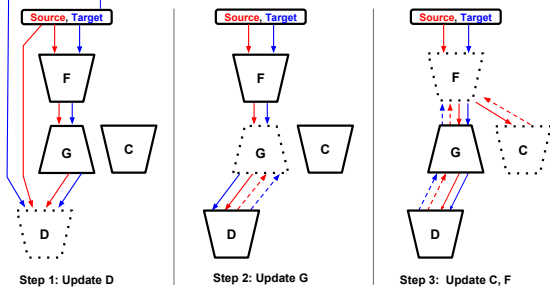 Source, Target
F
G
C
D
Step 1: Update D
Source, Target
F
G
C
D
Step 2: Update G
Source, Target
F
C
G
D
Step 3: Update C, F